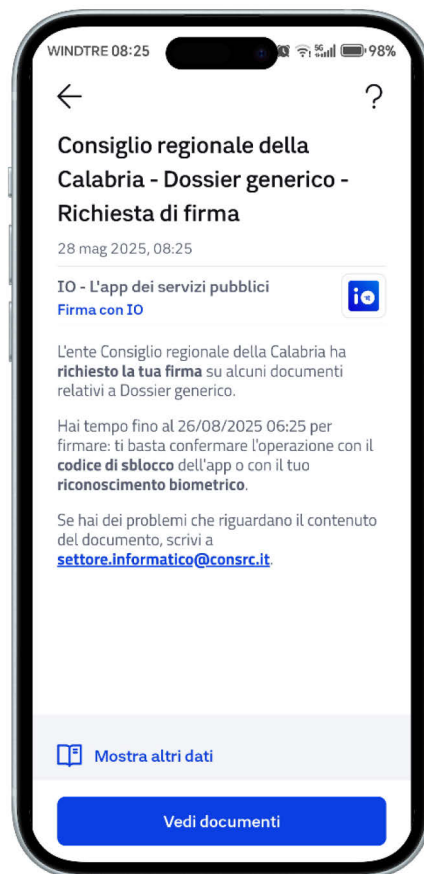 WINDTRE 08:25 5G 98%
?
Consiglio regionale della
Calabria - Dossier generico -
Richiesta di firma
28 mag 2025, 08:25
IO - L'app dei servizi pubblici
Firma con IO
io
L'ente Consiglio regionale della Calabria ha
richiesto la tua firma su alcuni documenti
relativi a Dossier generico.
Hai tempo fino al 26/08/2025 06:25 per
firmare: ti basta confermare l'operazione con il
codice di sblocco dell'app o con il tuo
riconoscimento biometrico.
Se hai dei problemi che riguardano il contenuto
del documento, scrivi a
settore.informatico@consrc.it.
Mostra altri dati
Vedi documenti